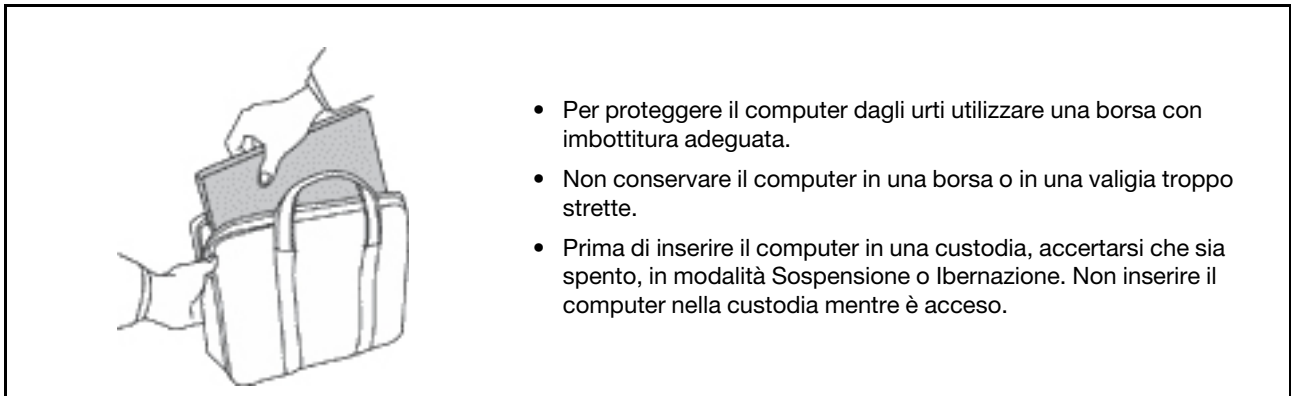 • Per proteggere il computer dagli urti utilizzare una borsa con
imbottitura adeguata.
• Non conservare il computer in una borsa o in una valigia troppo
strette.
• Prima di inserire il computer in una custodia, accertarsi che sia
spento, in modalità Sospensione o Ibernazione. Non inserire il
computer nella custodia mentre è acceso.